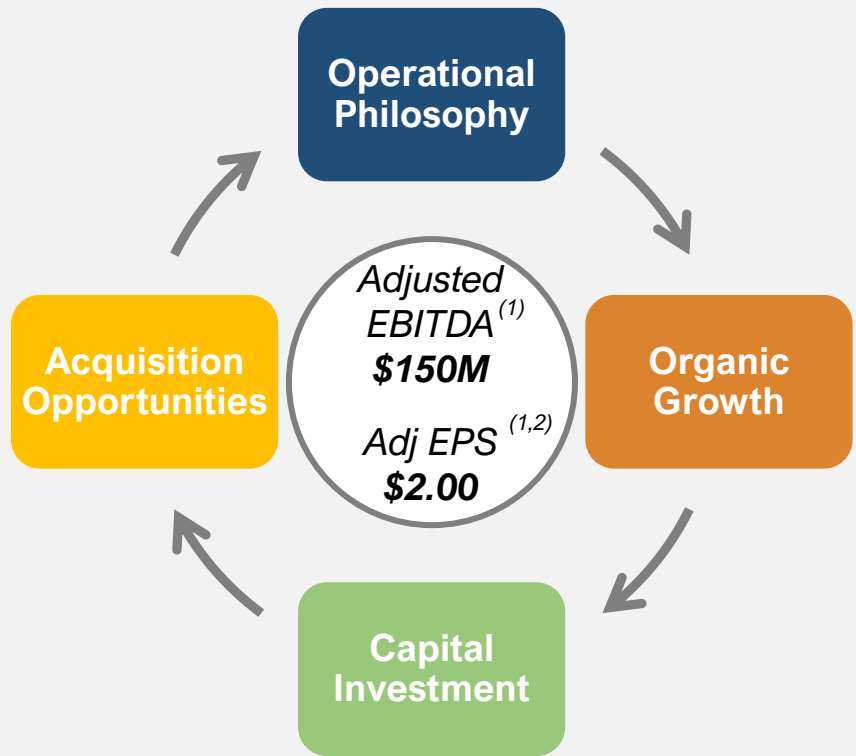 Operational
Philosophy
Adjusted
EBITDA (1)
$150M
Adj EPS (1,2)
$2.00
Acquisition
Opportunities
Organic
Growth
Capital
Investment